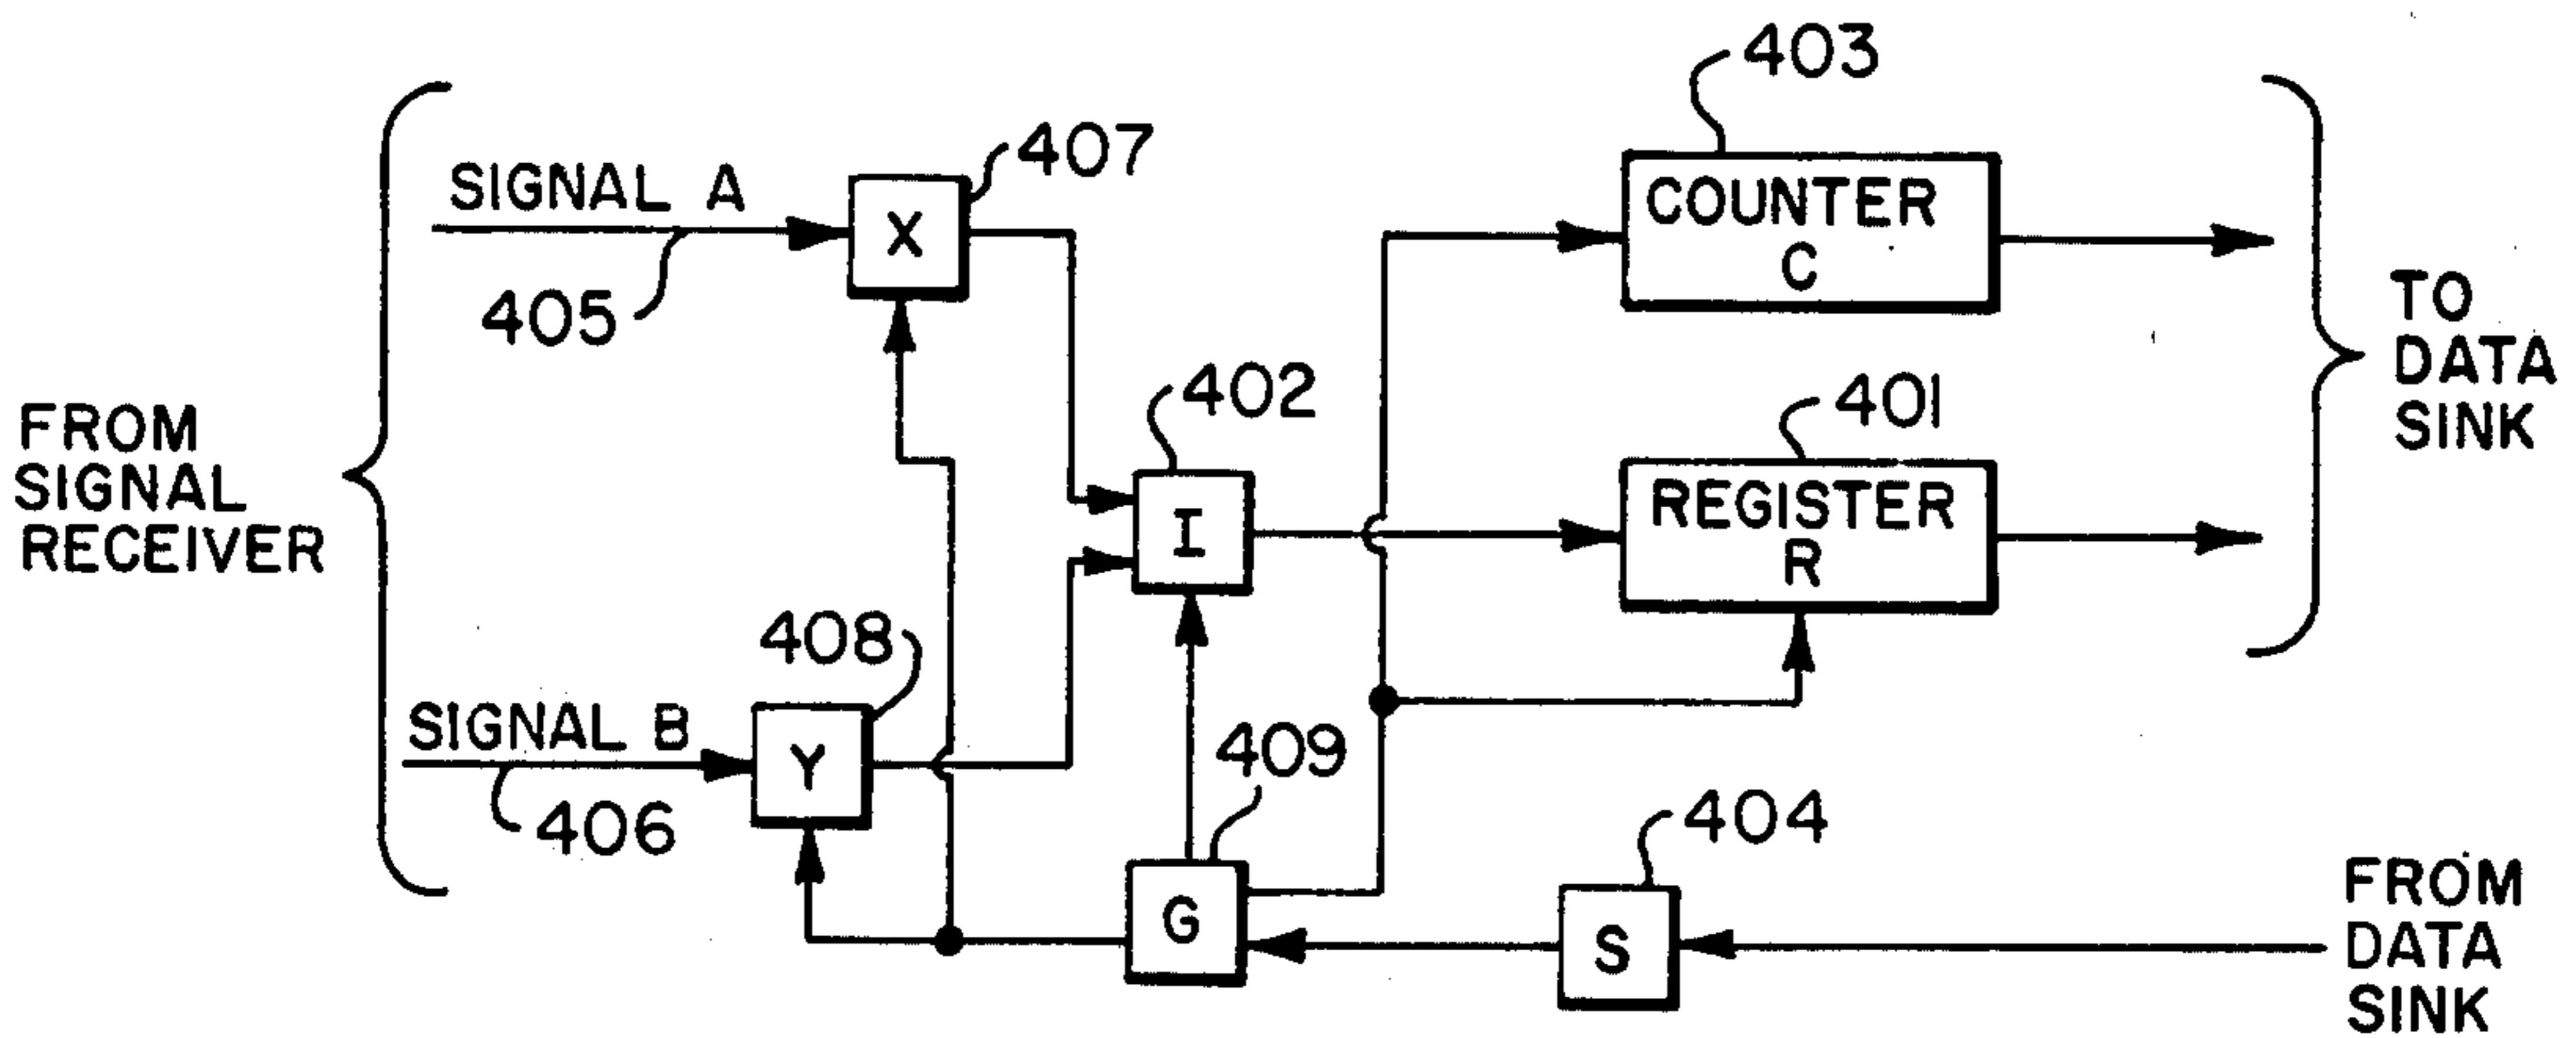 403
407
SIGNAL A
X
COUNTER
C
405
TO
DATA
SINK
402
401
FROM
SIGNAL
RECEIVER
I
REGISTER
R
408
SIGNAL B
Y
409
406
404
G
S
FROM
DATA
SINK